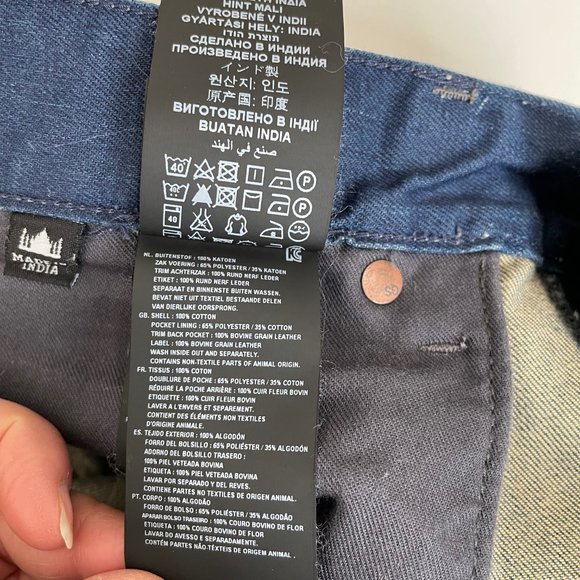 INDIA
HINT MALI
VYROBENÉ V INDII
GYÁRTÁSI HELY: INDIA
תוצרת הודו
СДЕЛАНО В ИНДИИ
ПРОИЗВЕДЕНО В ИНДИИ
インド製
원산지: 인도
原产国: 印度
ВИГОТОВЛЕНО В ІНДІЇ
BUATAN INDIA
صنع في الهند
40
P
40
P
40
MA
INDIA
NL. BUITENSTOF : 100% KATOEN
ZAK VOERING : 65% POLYESTER / 35% KATOEN
TRIM ACHTERZAK : 100% RUND NERF LEDER
ETIKET : 100% RUND NERF LEDER
SEPARAAT EN BINNENSTE BUITEN WASSEN.
BEVAT NIET UIT TEXTIEL BESTAANDE DELEN
VAN DIERLIJKE OORSPRONG.
GB. SHELL : 100% COTTON
POCKET LINING : 65% POLYESTER / 35% COTTON
TRIM BACK POCKET : 100% BOVINE GRAIN LEATHER
LABEL : 100% BOVINE GRAIN LEATHER
WASH INSIDE OUT AND SEPARATELY.
CONTAINS NON-TEXTILE PARTS OF ANIMAL ORIGIN.
FR. TISSUS : 100% COTON
DOUBLURE DE POCHE : 65% POLYESTER / 35% COTON
RÉDUITE LA POCHE ARRIÈRE : 100% CUIR FLEUR BOVIN
ETIQUETTE : 100% CUIR FLEUR BOVIN
LAVER A L'ENVERS ET SEPAREMENT.
CONTIENT DES ÉLÉMENTS NON TEXTILES
D'ORIGINE ANIMALE.
ES. TEJIDO EXTERIOR : 100% ALGODÓN
FORRO DEL BOLSILLO : 65% POLIÉSTER / 35% ALGODÓN
AJUSTE DEL BOLSILLO TRASERO :
100% PIEL VETEADA BOVINA
ETIQUETA : 100% PIEL VETEADA BOVINA
LAVAR POR SEPARADO Y DEL REVES.
CONTIENE PARTES NO TEXTILES DE ORIGEN ANIMAL.
PT. CORPO : 100% ALGODÃO
FORRO DE BOLSO : 65% POLIÉSTER / 35% ALGODÃO
APARAR/BOLSO TRASEIRO : 100% COURO BOVINO DE FLOR
ETIQUETA : 100% COURO BOVINO DE FLOR
LAVAR DO AVESSO E SEPARADAMENTE.
CONTÉM PARTES NÃO-TÊXTEIS DE ORIGEM ANIMAL.